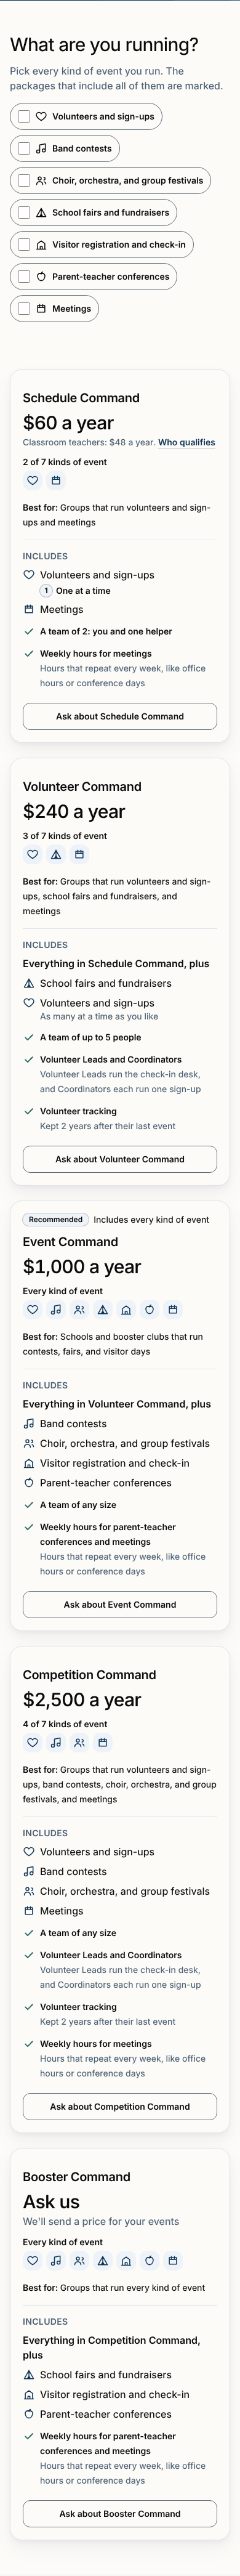 What are you running?
Pick every kind of event you run. The
packages that include all of them are marked.
Volunteers and sign-ups
Band contests
Choir, orchestra, and group festivals
School fairs and fundraisers
Visitor registration and check-in
Parent-teacher conferences
Meetings
Schedule Command
$60 a year
Classroom teachers: $48 a year. Who qualifies
2 of 7 kinds of event
Best for: Groups that run volunteers and sign-
ups and meetings
INCLUDES
Volunteers and sign-ups
1 One at a time
Meetings
A team of 2: you and one helper
Weekly hours for meetings
Hours that repeat every week, like office
hours or conference days
Ask about Schedule Command
Volunteer Command
$240 a year
3 of 7 kinds of event
Best for: Groups that run volunteers and sign-
ups, school fairs and fundraisers, and
meetings
INCLUDES
Everything in Schedule Command, plus
School fairs and fundraisers
Volunteers and sign-ups
As many at a time as you like
A team of up to 5 people
Volunteer Leads and Coordinators
Volunteer Leads run the check-in desk,
and Coordinators each run one sign-up
Volunteer tracking
Kept 2 years after their last event
Ask about Volunteer Command
Recommended Includes every kind of event
Event Command
$1,000 a year
Every kind of event
Best for: Schools and booster clubs that run
contests, fairs, and visitor days
INCLUDES
Everything in Volunteer Command, plus
Band contests
Choir, orchestra, and group festivals
Visitor registration and check-in
Parent-teacher conferences
A team of any size
Weekly hours for parent-teacher
conferences and meetings
Hours that repeat every week, like office
hours or conference days
Ask about Event Command
Competition Command
$2,500 a year
4 of 7 kinds of event
Best for: Groups that run volunteers and sign-
ups, band contests, choir, orchestra, and group
festivals, and meetings
INCLUDES
Volunteers and sign-ups
Band contests
Choir, orchestra, and group festivals
Meetings
A team of any size
Volunteer Leads and Coordinators
Volunteer Leads run the check-in desk,
and Coordinators each run one sign-up
Volunteer tracking
Kept 2 years after their last event
Weekly hours for meetings
Hours that repeat every week, like office
hours or conference days
Ask about Competition Command
Booster Command
Ask us
We'll send a price for your events
Every kind of event
Best for: Groups that run every kind of event
INCLUDES
Everything in Competition Command,
plus
School fairs and fundraisers
Visitor registration and check-in
Parent-teacher conferences
Weekly hours for parent-teacher
conferences and meetings
Hours that repeat every week, like office
hours or conference days
Ask about Booster Command